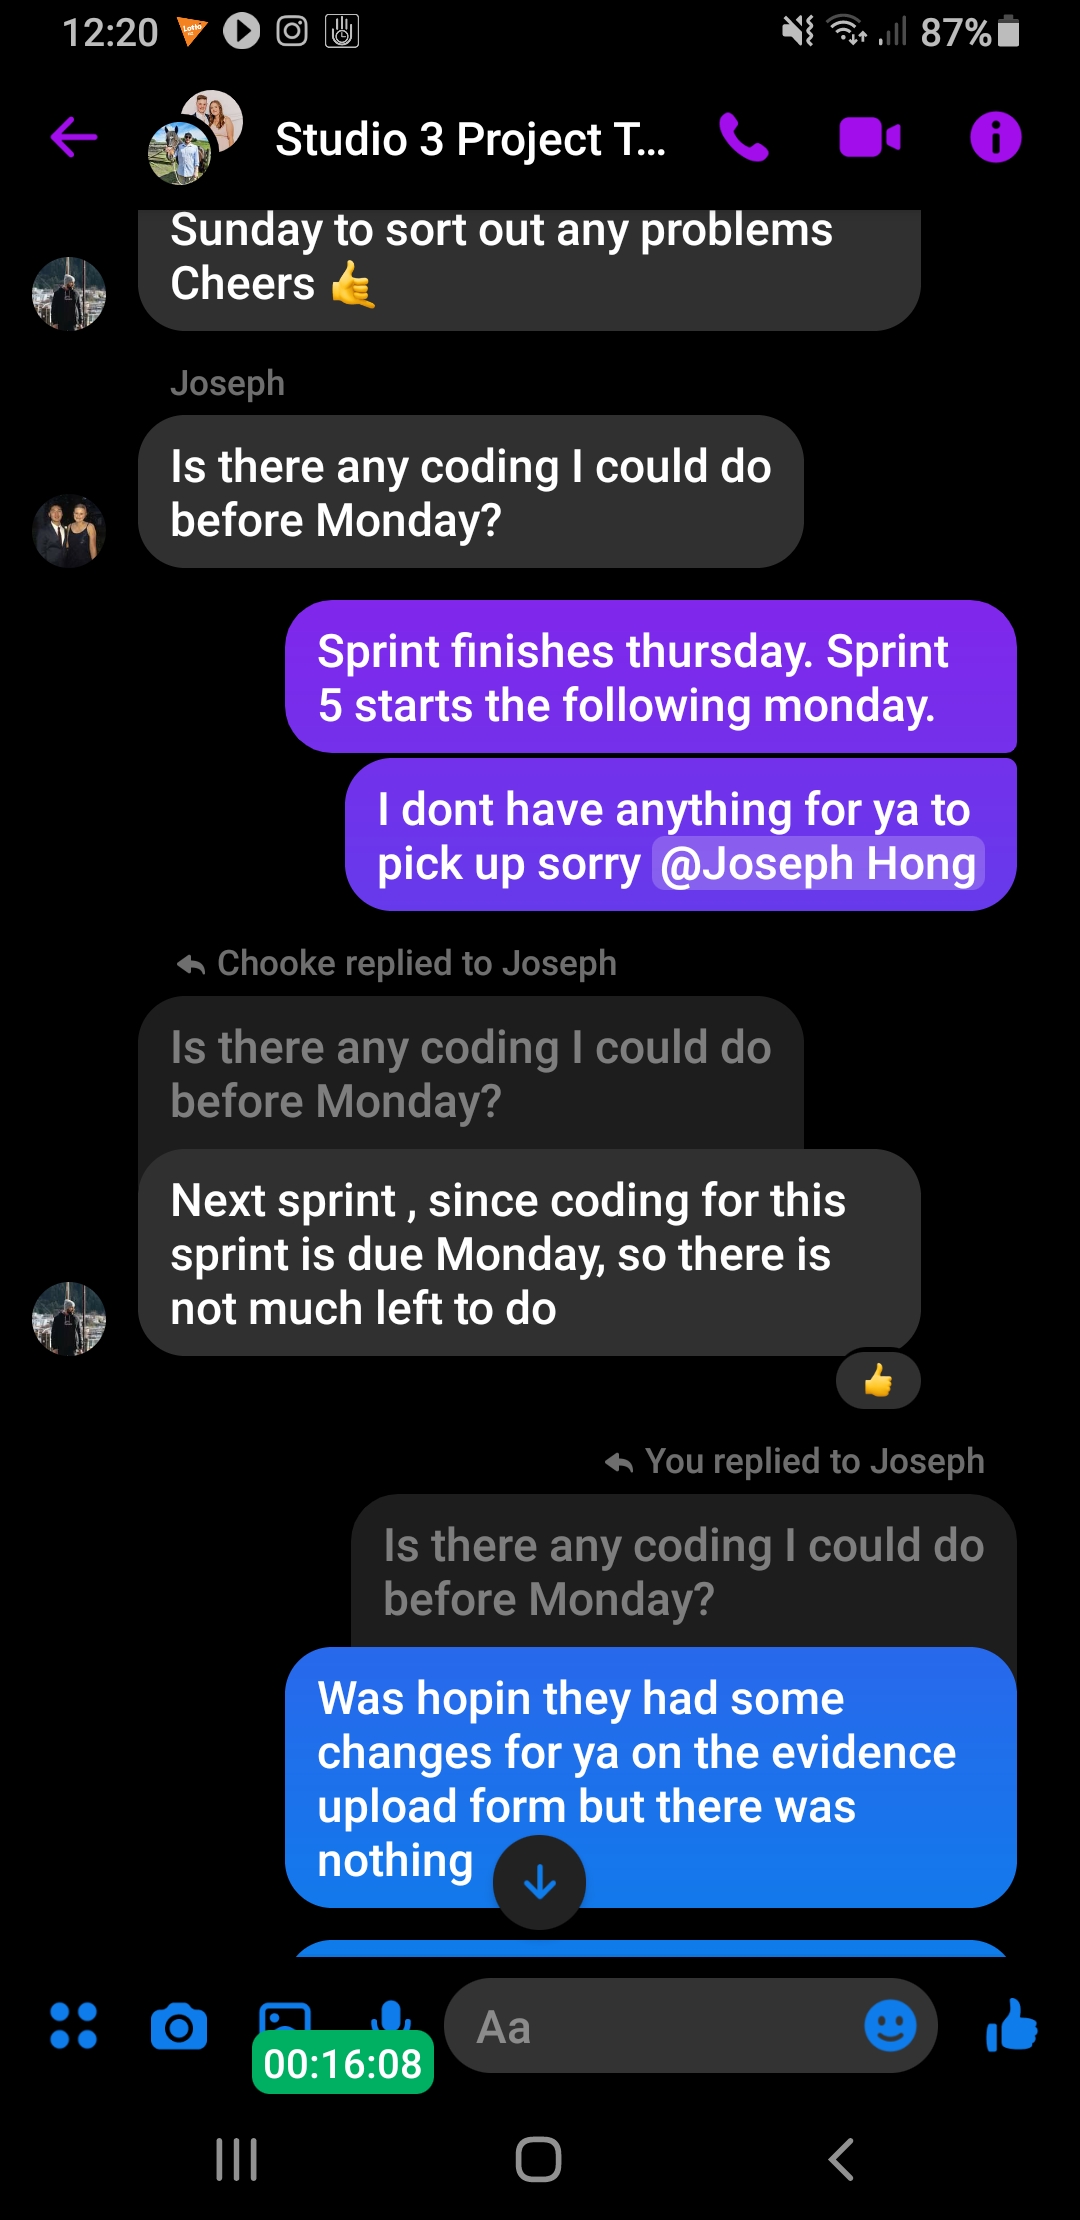 12:20
Lotto
87%
Studio 3 Project T...
Sunday to sort out any problems
Cheers 🤙
Joseph
Is there any coding I could do
before Monday?
Sprint finishes thursday. Sprint
5 starts the following monday.
I dont have anything for ya to
pick up sorry @Joseph Hong
Chooke replied to Joseph
Is there any coding I could do
before Monday?
Next sprint , since coding for this
sprint is due Monday, so there is
not much left to do
👍
You replied to Joseph
Is there any coding I could do
before Monday?
Was hopin they had some
changes for ya on the evidence
upload form but there was
nothing
Aa
00:16:08